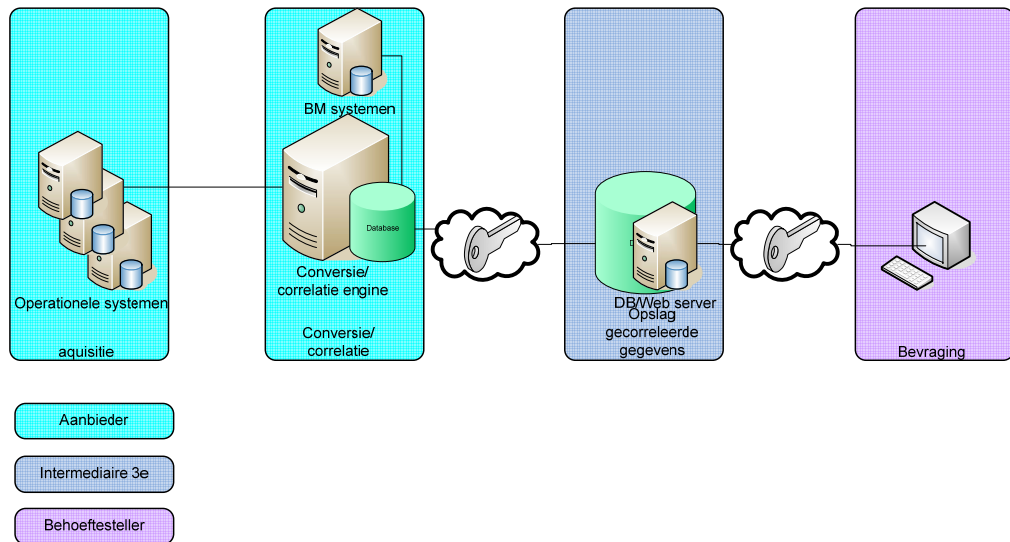 BM systemen
Database
Operationele systemen
Conversie/
correlatie engine
DB/Web server
Opslag
gecorreleerde
gegevens
aquisitie
Conversie/
correlatie
Bevraging
Aanbieder
Intermediaire 3e
Behoeftesteller